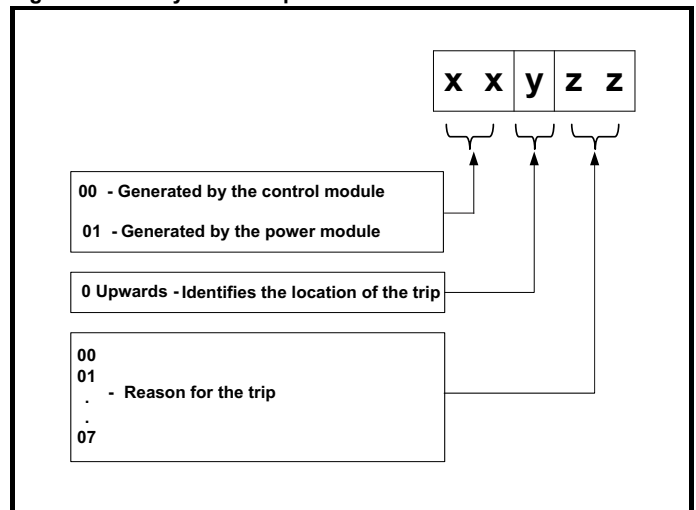 x x y z z
00 - Generated by the control module
01 - Generated by the power module
0 Upwards - Identifies the location of the trip
00
01
- Reason for the trip
.
.
07